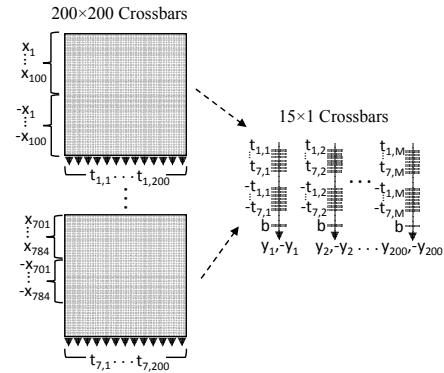 200×200 Crossbars
x1
⋮
x100
-x1
⋮
-x100
t1,1 ··· t1,200
⋮
x701
⋮
x784
-x701
⋮
-x784
t7,1 ··· t7,200
15×1 Crossbars
t1,1 t1,2 t1,M
⋮ ⋮ ⋮
t7,1 t7,2 t7,M
···
-t1,1 -t1,2 -t1,M
⋮ ⋮ ⋮
-t7,1 -t7,2 -t7,M
b b b
y1,-y1 y2,-y2 ... y200,-y200